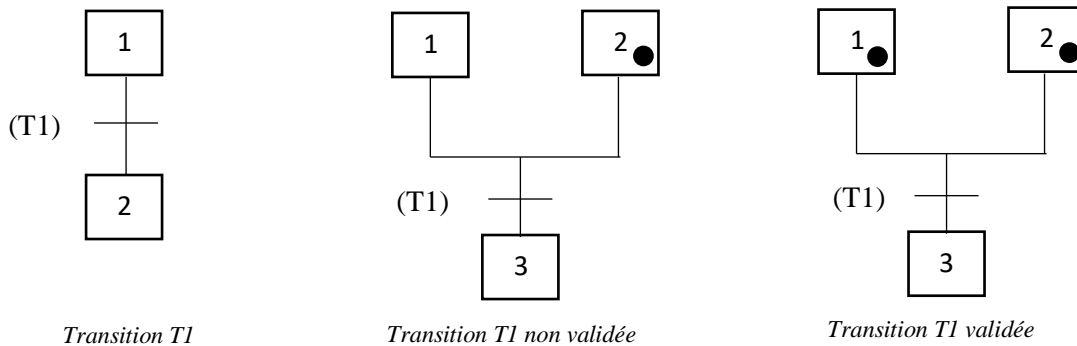 1
(T1)
2
Transition T1
1 2
(T1)
3
Transition T1 non validée
1 2
(T1)
3
Transition T1 validée